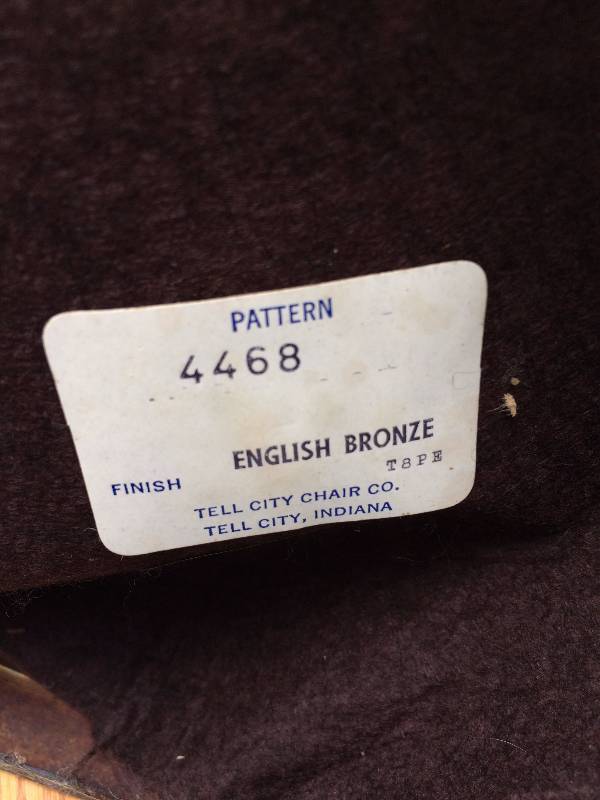 PATTERN
4468
ENGLISH BRONZE
T8PE
FINISH
TELL CITY CHAIR CO.
TELL CITY, INDIANA